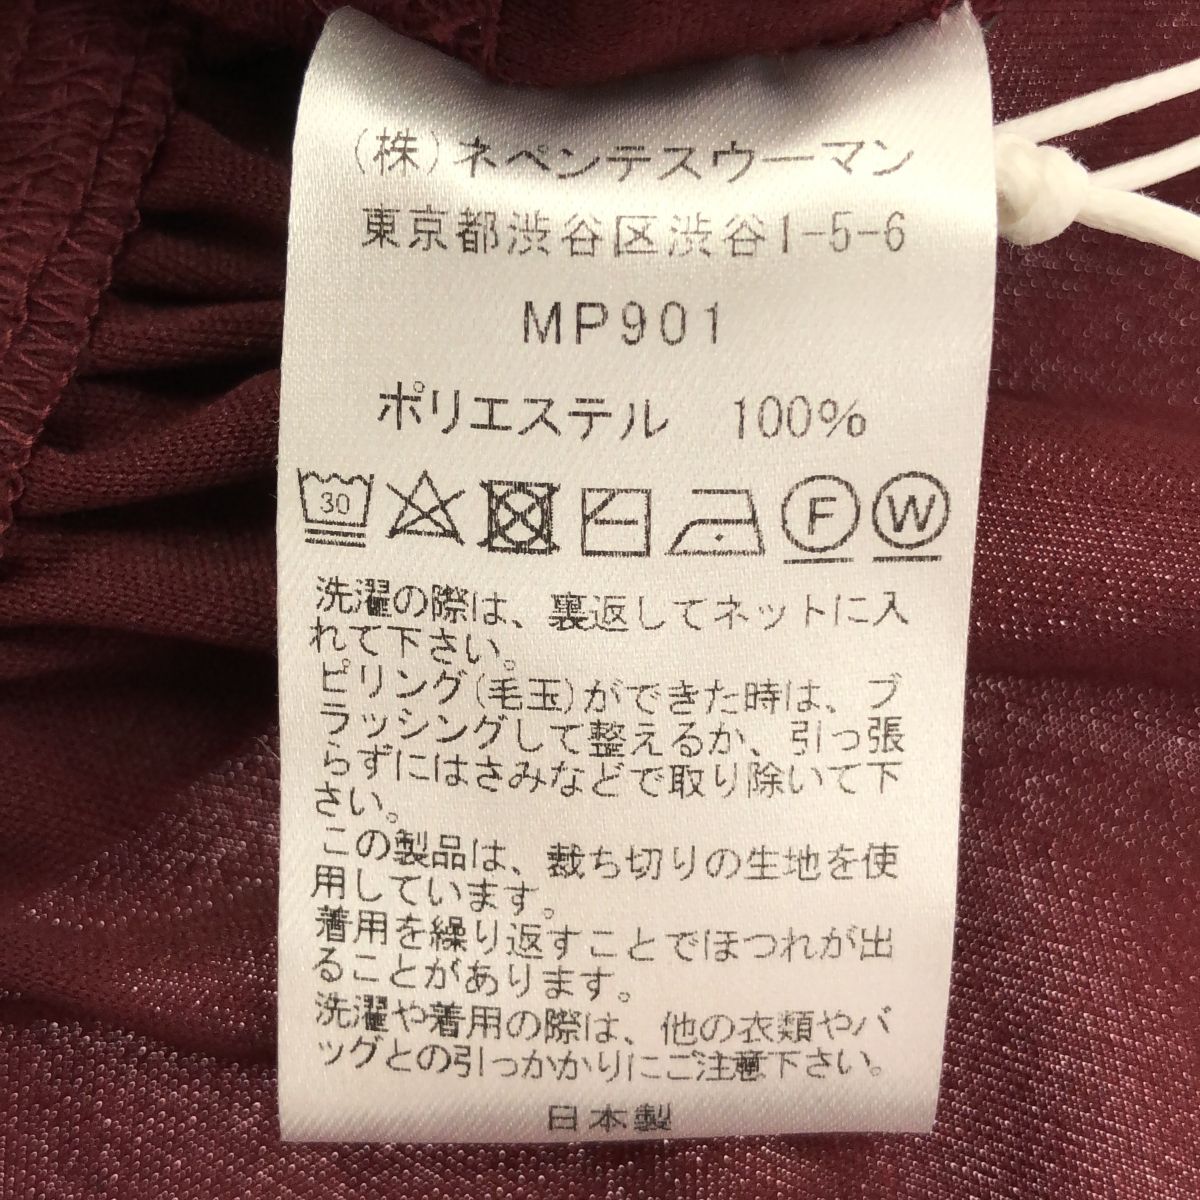 (株)ネペンテスウーマン
東京都渋谷区渋谷1-5-6
MP901
ポリエステル 100%
30 F W
洗濯の際は、裏返してネットに入
れて下さい。
ピリング(毛玉)ができた時は、ブ
ラッシングして整えるか、引っ張
らずにはさみなどで取り除いて下
さい。
この製品は、裁ち切りの生地を使
用しています。
着用を繰り返すことでほつれが出
ることがあります。
洗濯や着用の際は、他の衣類やバ
ッグとの引っかかりにご注意下さい。
日本製